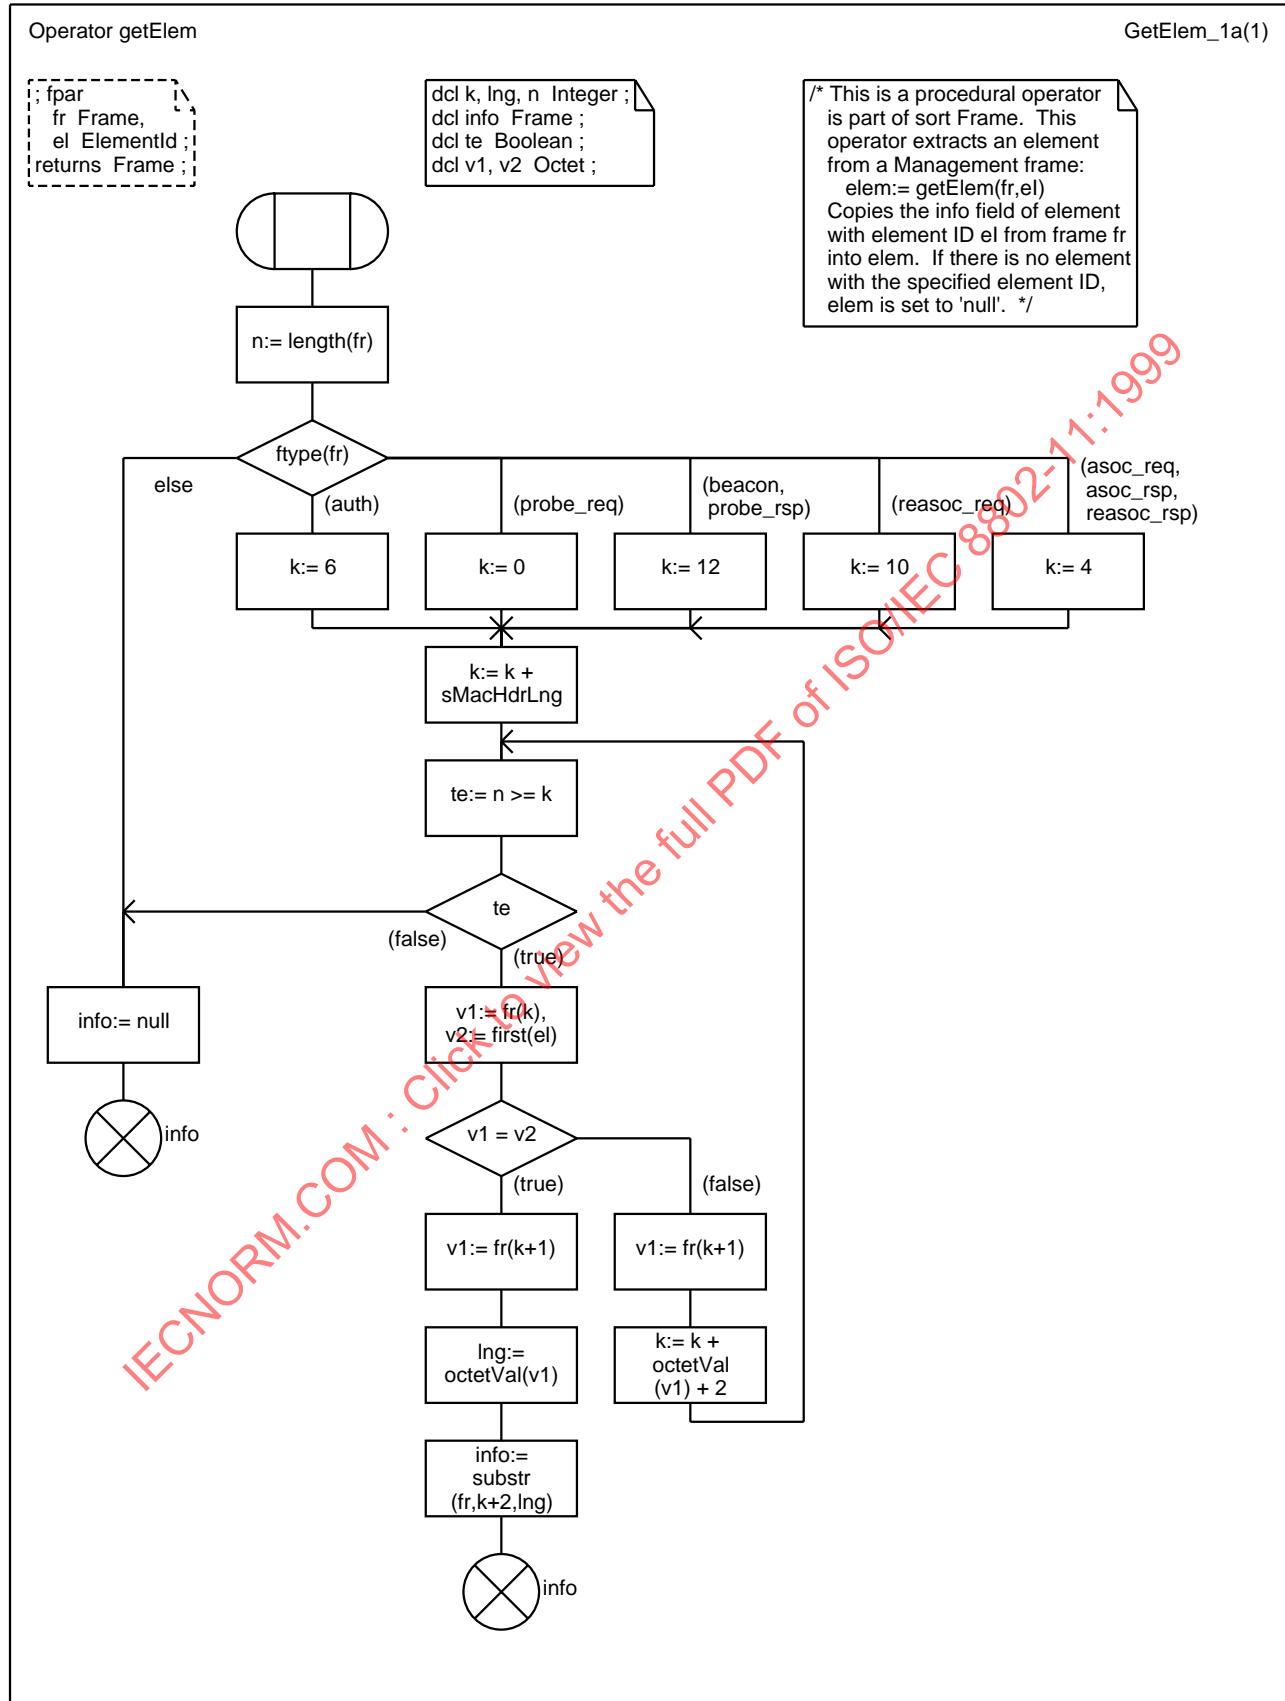 Operator getElem
GetElem_1a(1)
; fpar
fr Frame,
el ElementId ;
returns Frame ;
dcl k, lng, n Integer ;
dcl info Frame ;
dcl te Boolean ;
dcl v1, v2 Octet ;
/* This is a procedural operator
is part of sort Frame. This
operator extracts an element
from a Management frame:
elem:= getElem(fr,el)
Copies the info field of element
with element ID el from frame fr
into elem. If there is no element
with the specified element ID,
elem is set to 'null'. */
n:= length(fr)
ftype(fr)
else
(auth)
(probe_req)
(beacon,
probe_rsp)
(reasoc_req)
(asoc_req,
asoc_rsp,
reasoc_rsp)
k:= 6
k:= 0
k:= 12
k:= 10
k:= 4
k:= k +
sMacHdrLng
te:= n >= k
te
(false)
(true)
info:= null
info
v1:= fr(k),
v2:= first(el)
v1 = v2
(true)
(false)
v1:= fr(k+1)
v1:= fr(k+1)
lng:=
octetVal(v1)
k:= k +
octetVal
(v1) + 2
info:=
substr
(fr,k+2,lng)
info
IECNORM.COM : Click to view the full PDF of ISO/IEC 8802-11:1999